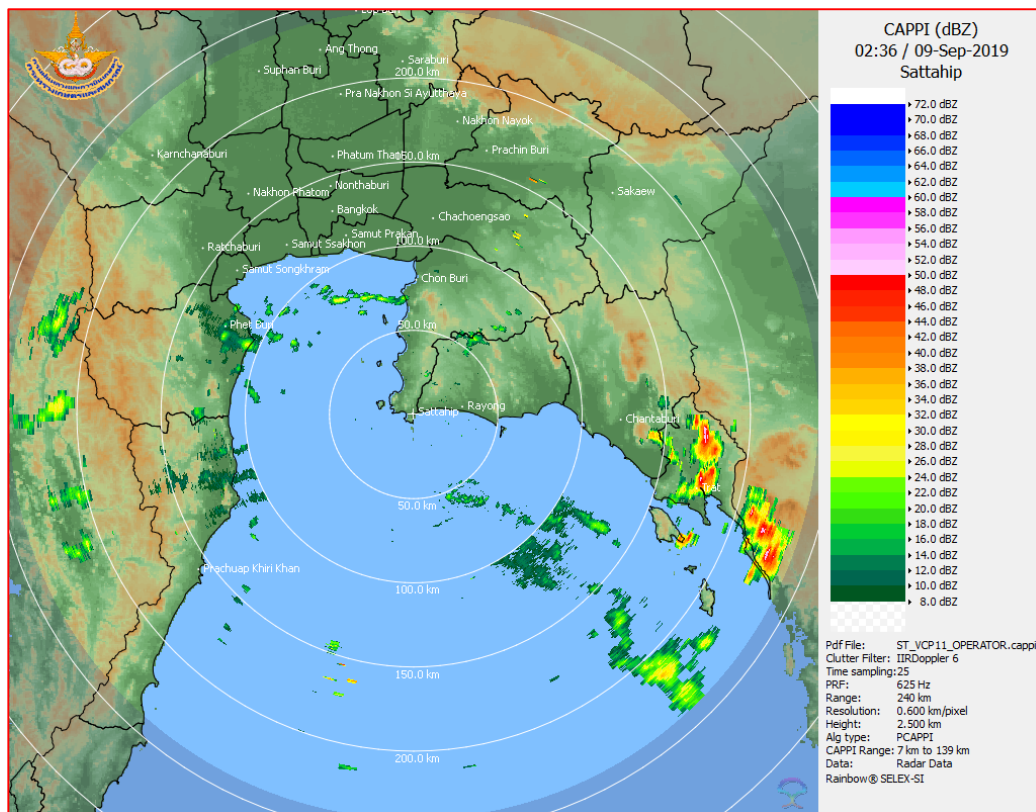 Ang Thong
Saraburi
Suphan Buri
200.0 km
Pra Nakhon Si Ayutthaya
Nakhon Nayok
Karnchanaburi
Prachin Buri
150.0 km
Nonthaburi
Nakhon Phatom
Sakaew
Bangkok
Chachoengsao
Samut Prakan
Ratchaburi
Samut Ssakhon
100.0 km
Samut Songkhram
Chon Buri
Phet Buri
50.0 km
Sattahip
Rayong
Chantaburi
50.0 km
Prachuap Khiri Khan
100.0 km
150.0 km
200.0 km
CAPPI (dBZ)
02:36 / 09-Sep-2019
Sattahip
72.0 dBZ
70.0 dBZ
68.0 dBZ
66.0 dBZ
64.0 dBZ
62.0 dBZ
60.0 dBZ
58.0 dBZ
56.0 dBZ
54.0 dBZ
52.0 dBZ
50.0 dBZ
48.0 dBZ
46.0 dBZ
44.0 dBZ
42.0 dBZ
40.0 dBZ
38.0 dBZ
36.0 dBZ
34.0 dBZ
32.0 dBZ
30.0 dBZ
28.0 dBZ
26.0 dBZ
24.0 dBZ
22.0 dBZ
20.0 dBZ
18.0 dBZ
16.0 dBZ
14.0 dBZ
12.0 dBZ
10.0 dBZ
8.0 dBZ
Pdf File: ST_VCP11_OPERATOR.cappi
Clutter Filter: IIRDoppler 6
Time sampling:25
PRF: 625 Hz
Range: 240 km
Resolution: 0.600 km/pixel
Height: 2.500 km
Alg type: PCAPPI
CAPPI Range: 7 km to 139 km
Data: Radar Data
Rainbow® SELEX-SI